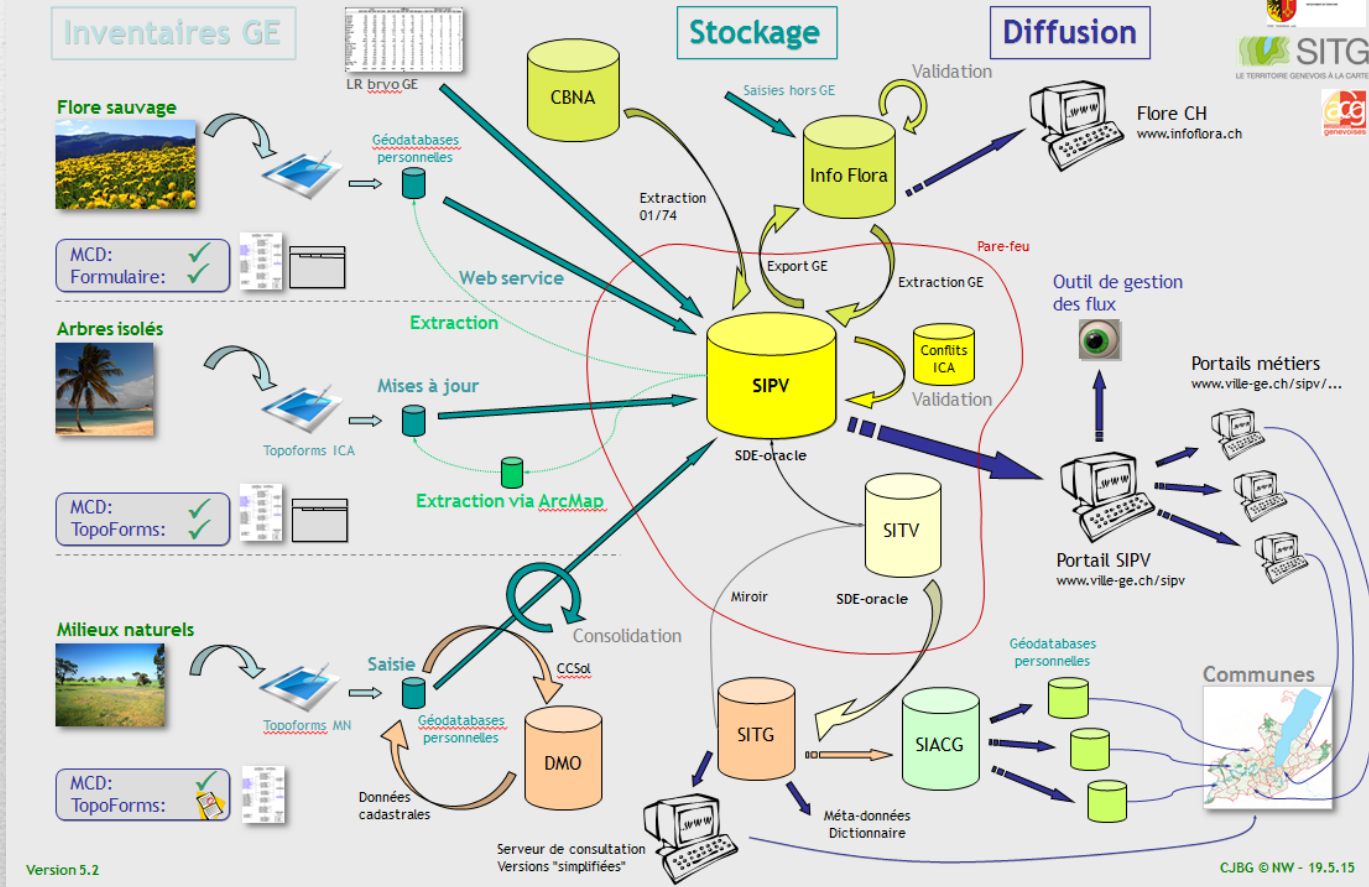 Inventaires GE
LR bryo GE
Stockage
Diffusion
SITG
LE TERRITOIRE GENEVOIS À LA CARTE
acg
genevoises
Flore sauvage
Géodatabases
personnelles
CBNA
Saisies hors GE
Validation
Info Flora
WWW
Flore CH
www.infoflora.ch
Extraction
01/74
MCD:
Formulaire:
Web service
Export GE
Pare-feu
Extraction GE
Outil de gestion
des flux
Arbres isolés
Extraction
Mises à jour
Topoforms ICA
SIPV
SDE-oracle
Conflits
ICA
Validation
Portails métiers
www.ville-ge.ch/sipv/...
WWW
WWW
WWW
WWW
Extraction via ArcMap
MCD:
TopoForms:
SITV
SDE-oracle
Portail SIPV
www.ville-ge.ch/sipv
Miroir
Milieux naturels
Saisie
Consolidation
CCSol
Topoforms MN
Géodatabases
personnelles
DMO
Données
cadastrales
SITG
SIACG
Géodatabases
personnelles
Communes
MCD:
TopoForms:
WWW
Serveur de consultation
Versions "simplifiées"
Méta-données
Dictionnaire
Version 5.2
CJBG © NW - 19.5.15